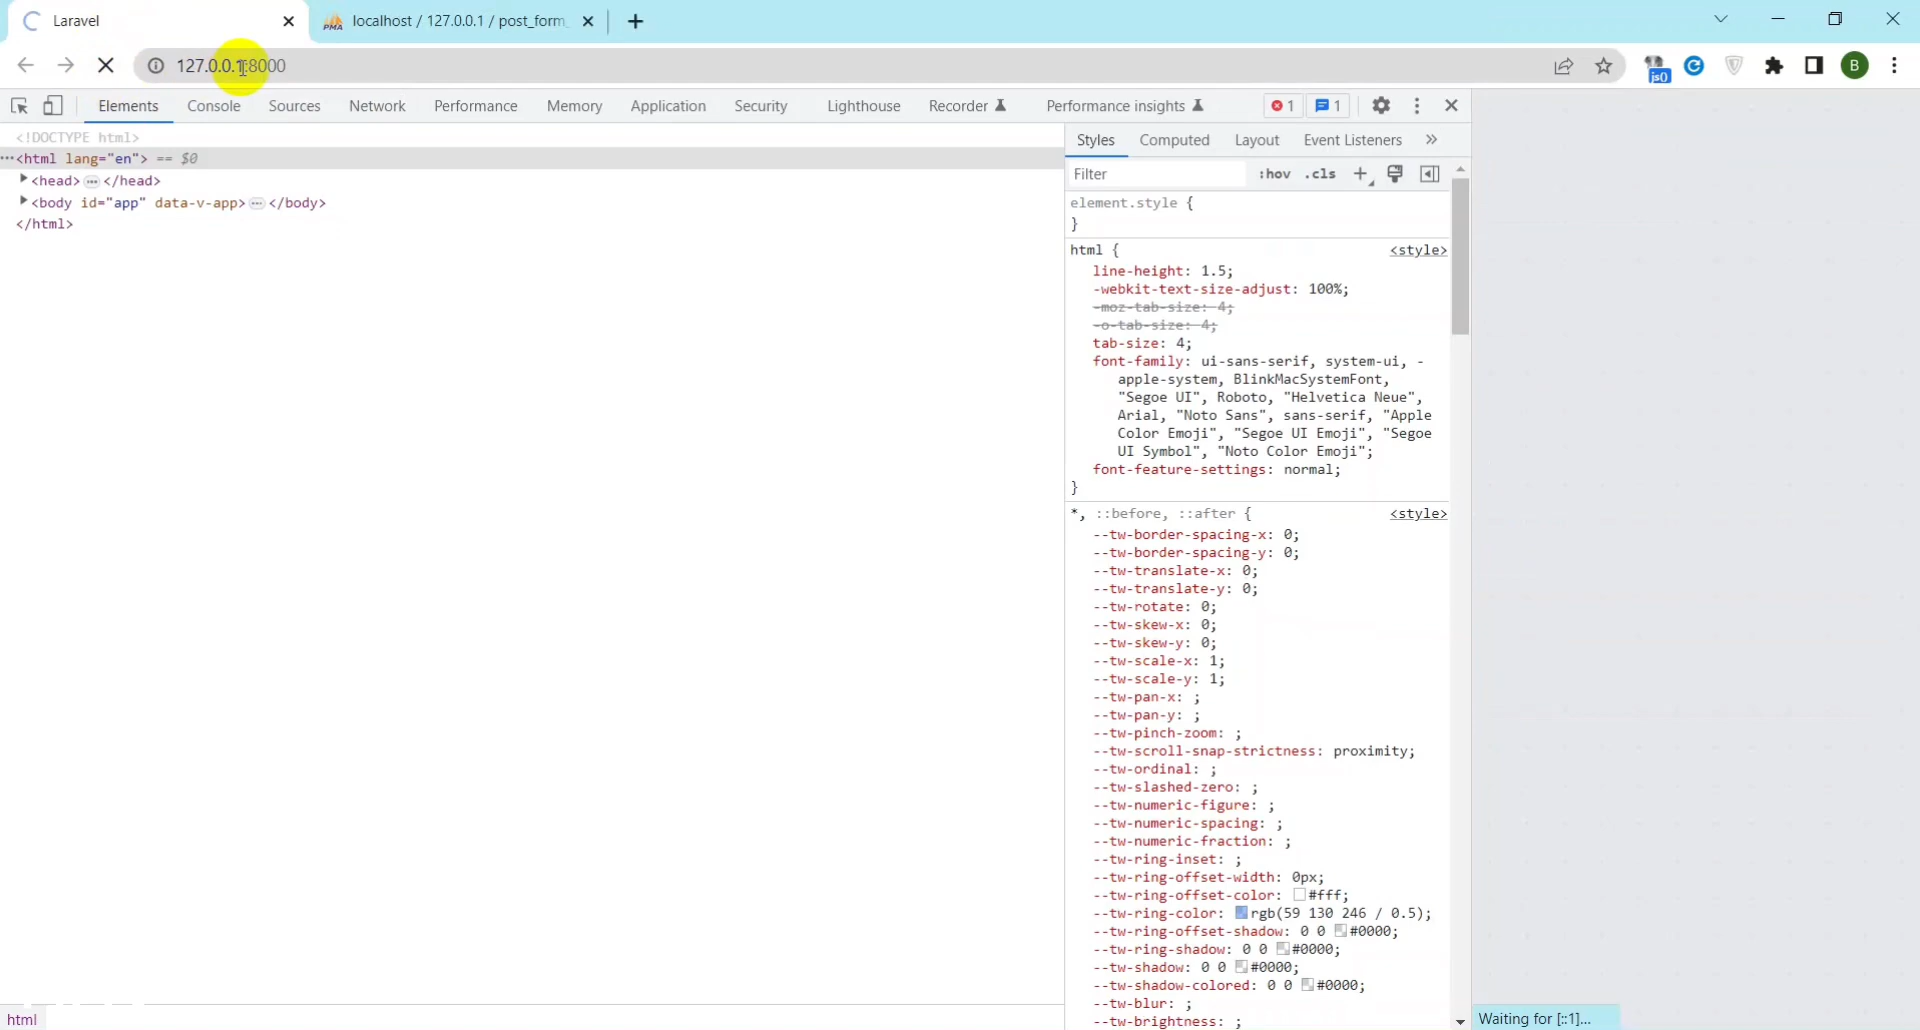 Laravel
localhost / 127.0.0.1 / post_form_
127.0.0.1:8000
js()
B
Elements Console Sources Network Performance Memory Application Security Lighthouse Recorder Performance insights 1 1
<!DOCTYPE html>
<html lang="en"> == $0
<head> ⋯ </head>
<body id="app" data-v-app> ⋯ </body>
</html>
html
Styles Computed Layout Event Listeners »
Filter :hov .cls +
element.style {
}
html { <style>
line-height: 1.5;
-webkit-text-size-adjust: 100%;
-moz-tab-size: 4;
-o-tab-size: 4;
tab-size: 4;
font-family: ui-sans-serif, system-ui, -
apple-system, BlinkMacSystemFont,
"Segoe UI", Roboto, "Helvetica Neue",
Arial, "Noto Sans", sans-serif, "Apple
Color Emoji", "Segoe UI Emoji", "Segoe
UI Symbol", "Noto Color Emoji";
font-feature-settings: normal;
}
*, ::before, ::after { <style>
--tw-border-spacing-x: 0;
--tw-border-spacing-y: 0;
--tw-translate-x: 0;
--tw-translate-y: 0;
--tw-rotate: 0;
--tw-skew-x: 0;
--tw-skew-y: 0;
--tw-scale-x: 1;
--tw-scale-y: 1;
--tw-pan-x: ;
--tw-pan-y: ;
--tw-pinch-zoom: ;
--tw-scroll-snap-strictness: proximity;
--tw-ordinal: ;
--tw-slashed-zero: ;
--tw-numeric-figure: ;
--tw-numeric-spacing: ;
--tw-numeric-fraction: ;
--tw-ring-inset: ;
--tw-ring-offset-width: 0px;
--tw-ring-offset-color: #fff;
--tw-ring-color: rgb(59 130 246 / 0.5);
--tw-ring-offset-shadow: 0 0 #0000;
--tw-ring-shadow: 0 0 #0000;
--tw-shadow: 0 0 #0000;
--tw-shadow-colored: 0 0 #0000;
--tw-blur: ;
--tw-brightness: ;
Waiting for [::1]...